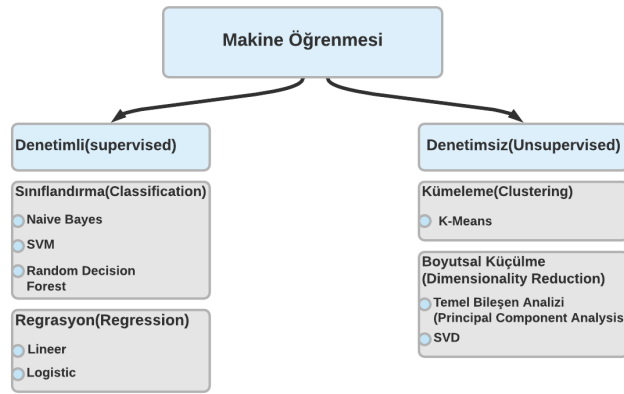 Makine Öğrenmesi
Denetimli(supervised)
Sınıflandırma(Classification)
Naive Bayes
SVM
Random Decision
Forest
Regrasyon(Regression)
Lineer
Logistic
Denetimsiz(Unsupervised)
Kümeleme(Clustering)
K-Means
Boyutsal Küçülme
(Dimensionality Reduction)
Temel Bileşen Analizi
(Principal Component Analysis
SVD